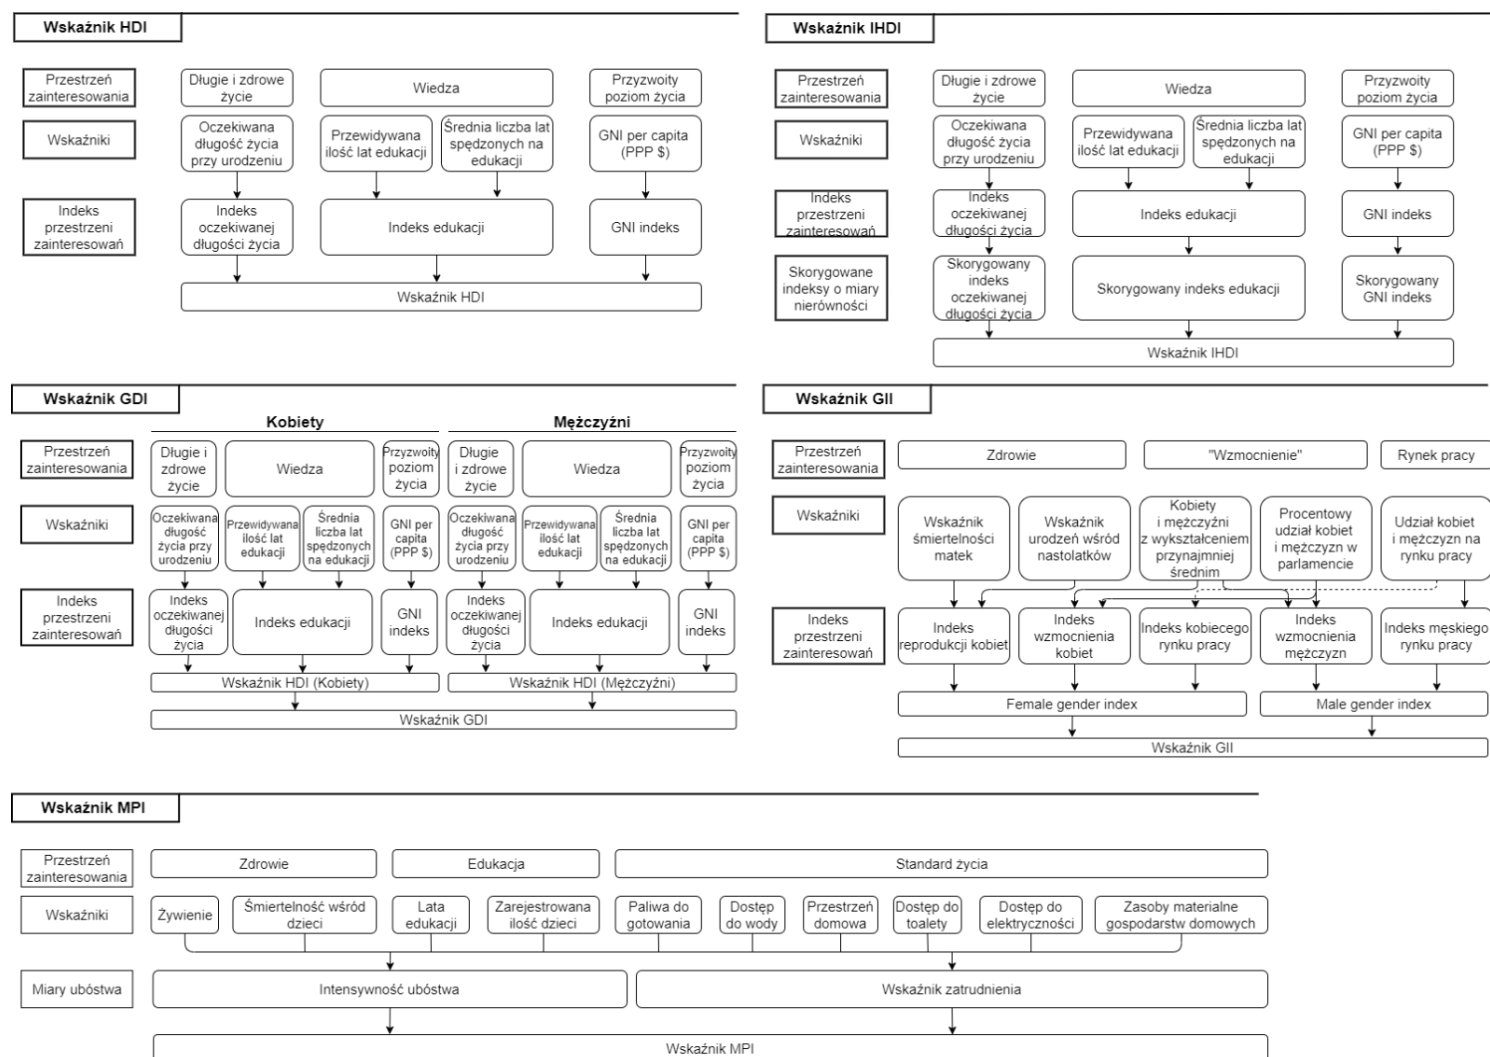 Wskaźnik HDI
Przestrzeń
zainteresowania
Długie i zdrowe
życie
Wiedza
Przyzwoity
poziom życia
Wskaźniki
Oczekiwana
długość życia
przy urodzeniu
Przewidywana
ilość lat edukacji
Średnia liczba lat
spędzonych na
edukacji
GNI per capita
(PPP $)
Indeks
przestrzeni
zainteresowań
Indeks
oczekiwanej
długości życia
Indeks edukacji
GNI indeks
Wskaźnik HDI
Wskaźnik IHDI
Przestrzeń
zainteresowania
Długie i zdrowe
życie
Wiedza
Przyzwoity
poziom życia
Wskaźniki
Oczekiwana
długość życia
przy urodzeniu
Przewidywana
ilość lat edukacji
Średnia liczba lat
spędzonych na
edukacji
GNI per capita
(PPP $)
Indeks
przestrzeni
zainteresowań
Indeks
oczekiwanej
długości życia
Indeks edukacji
GNI indeks
Skorygowane
indeksy o miary
nierówności
Skorygowany
indeks
oczekiwanej
długości życia
Skorygowany indeks edukacji
Skorygowany
GNI indeks
Wskaźnik IHDI
Wskaźnik GDI
Kobiety
Mężczyźni
Przestrzeń
zainteresowania
Długie i
zdrowe
życie
Wiedza
Przyzwoity
poziom
życia
Długie
i zdrowe
życie
Wiedza
Przyzwoity
poziom
życia
Wskaźniki
Oczekiwana
długość
życia przy
urodzeniu
Przewidywana
ilość lat
edukacji
Średnia
liczba lat
spędzonych
na edukacji
GNI per
capita
(PPP $)
Oczekiwana
długość
życia przy
urodzeniu
Przewidywana
ilość lat
edukacji
Średnia
liczba lat
spędzonych
na edukacji
GNI per
capita
(PPP $)
Indeks
przestrzeni
zainteresowań
Indeks
oczekiwanej
długości
życia
Indeks edukacji
GNI
indeks
Indeks
oczekiwanej
długości
życia
Indeks edukacji
GNI
indeks
Wskaźnik HDI (Kobiety)
Wskaźnik HDI (Mężczyźni)
Wskaźnik GDI
Wskaźnik GII
Przestrzeń
zainteresowania
Zdrowie
"Wzmocnienie"
Rynek pracy
Wskaźniki
Wskaźnik
śmiertelności
matek
Wskaźnik
urodzeń wśród
nastolatków
Kobiety
i mężczyźni
z wykształceniem
przynajmniej
średnim
Procentowy
udział kobiet
i mężczyzn w
parlamencie
Udział kobiet
i mężczyzn na
rynku pracy
Indeks
przestrzeni
zainteresowań
Indeks
reprodukcji kobiet
Indeks
wzmocnienia
kobiet
Indeks kobiecego
rynku pracy
Indeks
wzmocnienia
mężczyzn
Indeks męskiego
rynku pracy
Female gender index
Male gender index
Wskaźnik GII
Wskaźnik MPI
Przestrzeń
zainteresowania
Zdrowie
Edukacja
Standard życia
Wskaźniki
Żywienie
Śmiertelność wśród
dzieci
Lata
edukacji
Zarejestrowana
ilość dzieci
Paliwa do
gotowania
Dostęp
do wody
Przestrzeń
domowa
Dostęp do
toalety
Dostęp do
elektryczności
Zasoby materialne
gospodarstw domowych
Miary ubóstwa
Intensywność ubóstwa
Wskaźnik zatrudnienia
Wskaźnik MPI